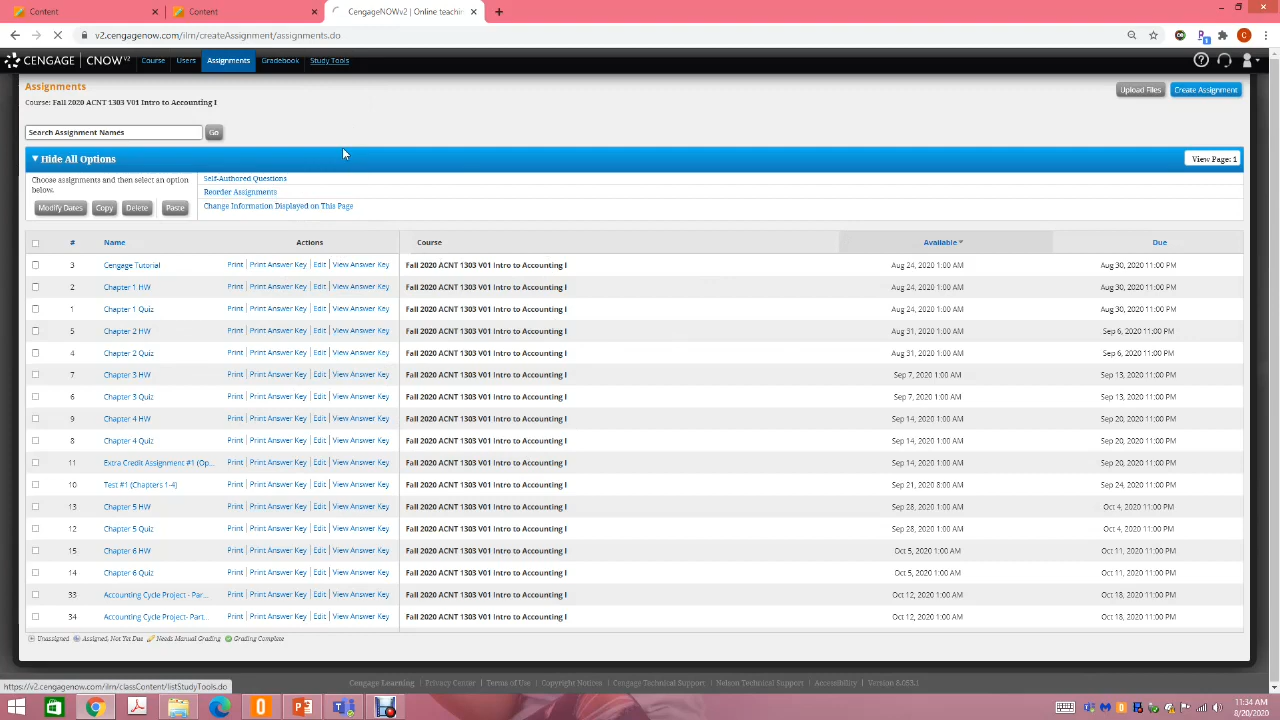 Content
Content
CengageNOWv2 | Online teachin
v2.cengagenow.com/ilrn/createAssignment/assignments.do
CENGAGE CNOWv2 Course Users Assignments Gradebook Study Tools
Assignments
Upload Files Create Assignment
Course: Fall 2020 ACNT 1303 V01 Intro to Accounting I
Search Assignment Names Go
Hide All Options View Page: 1
Choose assignments and then select an option below.
Modify Dates Copy Delete Paste
Self-Authored Questions
Reorder Assignments
Change Information Displayed on This Page
# Name Actions Course Available Due
3 Cengage Tutorial Print | Print Answer Key | Edit | View Answer Key Fall 2020 ACNT 1303 V01 Intro to Accounting I Aug 24, 2020 1:00 AM Aug 30, 2020 11:00 PM
2 Chapter 1 HW Print | Print Answer Key | Edit | View Answer Key Fall 2020 ACNT 1303 V01 Intro to Accounting I Aug 24, 2020 1:00 AM Aug 30, 2020 11:00 PM
1 Chapter 1 Quiz Print | Print Answer Key | Edit | View Answer Key Fall 2020 ACNT 1303 V01 Intro to Accounting I Aug 24, 2020 1:00 AM Aug 30, 2020 11:00 PM
5 Chapter 2 HW Print | Print Answer Key | Edit | View Answer Key Fall 2020 ACNT 1303 V01 Intro to Accounting I Aug 31, 2020 1:00 AM Sep 6, 2020 11:00 PM
4 Chapter 2 Quiz Print | Print Answer Key | Edit | View Answer Key Fall 2020 ACNT 1303 V01 Intro to Accounting I Aug 31, 2020 1:00 AM Sep 6, 2020 11:00 PM
7 Chapter 3 HW Print | Print Answer Key | Edit | View Answer Key Fall 2020 ACNT 1303 V01 Intro to Accounting I Sep 7, 2020 1:00 AM Sep 13, 2020 11:00 PM
6 Chapter 3 Quiz Print | Print Answer Key | Edit | View Answer Key Fall 2020 ACNT 1303 V01 Intro to Accounting I Sep 7, 2020 1:00 AM Sep 13, 2020 11:00 PM
9 Chapter 4 HW Print | Print Answer Key | Edit | View Answer Key Fall 2020 ACNT 1303 V01 Intro to Accounting I Sep 14, 2020 1:00 AM Sep 20, 2020 11:00 PM
8 Chapter 4 Quiz Print | Print Answer Key | Edit | View Answer Key Fall 2020 ACNT 1303 V01 Intro to Accounting I Sep 14, 2020 1:00 AM Sep 20, 2020 11:00 PM
11 Extra Credit Assignment #1 (Op... Print | Print Answer Key | Edit | View Answer Key Fall 2020 ACNT 1303 V01 Intro to Accounting I Sep 14, 2020 1:00 AM Sep 20, 2020 11:00 PM
10 Test #1 (Chapters 1-4) Print | Print Answer Key | Edit | View Answer Key Fall 2020 ACNT 1303 V01 Intro to Accounting I Sep 21, 2020 8:00 AM Sep 24, 2020 11:00 PM
13 Chapter 5 HW Print | Print Answer Key | Edit | View Answer Key Fall 2020 ACNT 1303 V01 Intro to Accounting I Sep 28, 2020 1:00 AM Oct 4, 2020 11:00 PM
12 Chapter 5 Quiz Print | Print Answer Key | Edit | View Answer Key Fall 2020 ACNT 1303 V01 Intro to Accounting I Sep 28, 2020 1:00 AM Oct 4, 2020 11:00 PM
15 Chapter 6 HW Print | Print Answer Key | Edit | View Answer Key Fall 2020 ACNT 1303 V01 Intro to Accounting I Oct 5, 2020 1:00 AM Oct 11, 2020 11:00 PM
14 Chapter 6 Quiz Print | Print Answer Key | Edit | View Answer Key Fall 2020 ACNT 1303 V01 Intro to Accounting I Oct 5, 2020 1:00 AM Oct 11, 2020 11:00 PM
33 Accounting Cycle Project - Par... Print | Print Answer Key | Edit | View Answer Key Fall 2020 ACNT 1303 V01 Intro to Accounting I Oct 12, 2020 1:00 AM Oct 18, 2020 11:00 PM
34 Accounting Cycle Project- Part... Print | Print Answer Key | Edit | View Answer Key Fall 2020 ACNT 1303 V01 Intro to Accounting I Oct 12, 2020 1:00 AM Oct 18, 2020 11:00 PM
Unassigned Assigned, Not Yet Due Needs Manual Grading Grading Complete
Cengage Learning | Privacy Center | Terms of Use | Copyright Notices | Cengage Technical Support | Nelson Technical Support | Accessibility | Version 8.053.1
https://v2.cengagenow.com/ilrn/classContent/listStudyTools.do
11:34 AM
8/20/2020